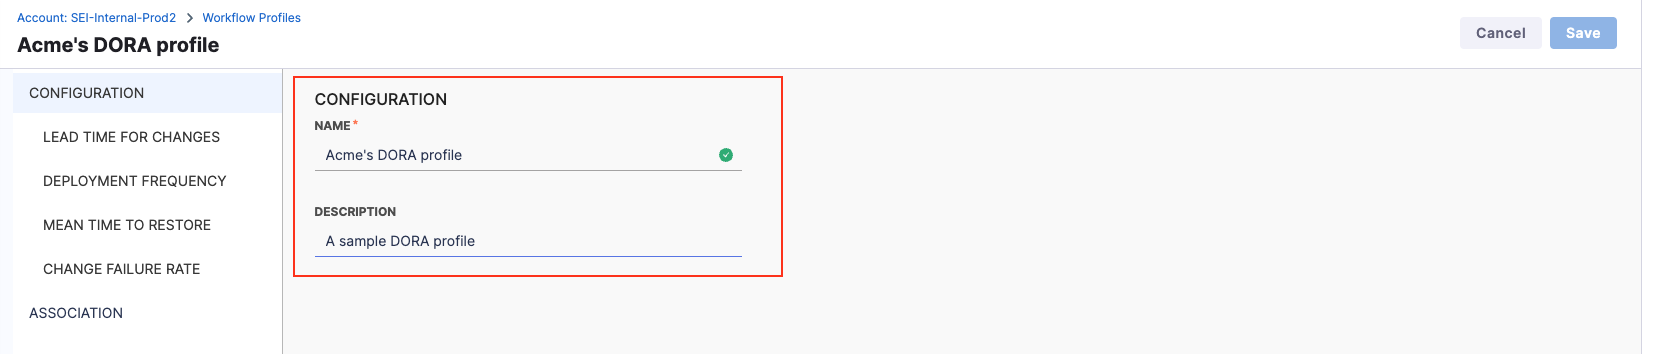 Account: SEI-Internal-Prod2 > Workflow Profiles
Acme's DORA profile
Cancel
Save
CONFIGURATION
LEAD TIME FOR CHANGES
DEPLOYMENT FREQUENCY
MEAN TIME TO RESTORE
CHANGE FAILURE RATE
ASSOCIATION
CONFIGURATION
NAME*
Acme's DORA profile
DESCRIPTION
A sample DORA profile